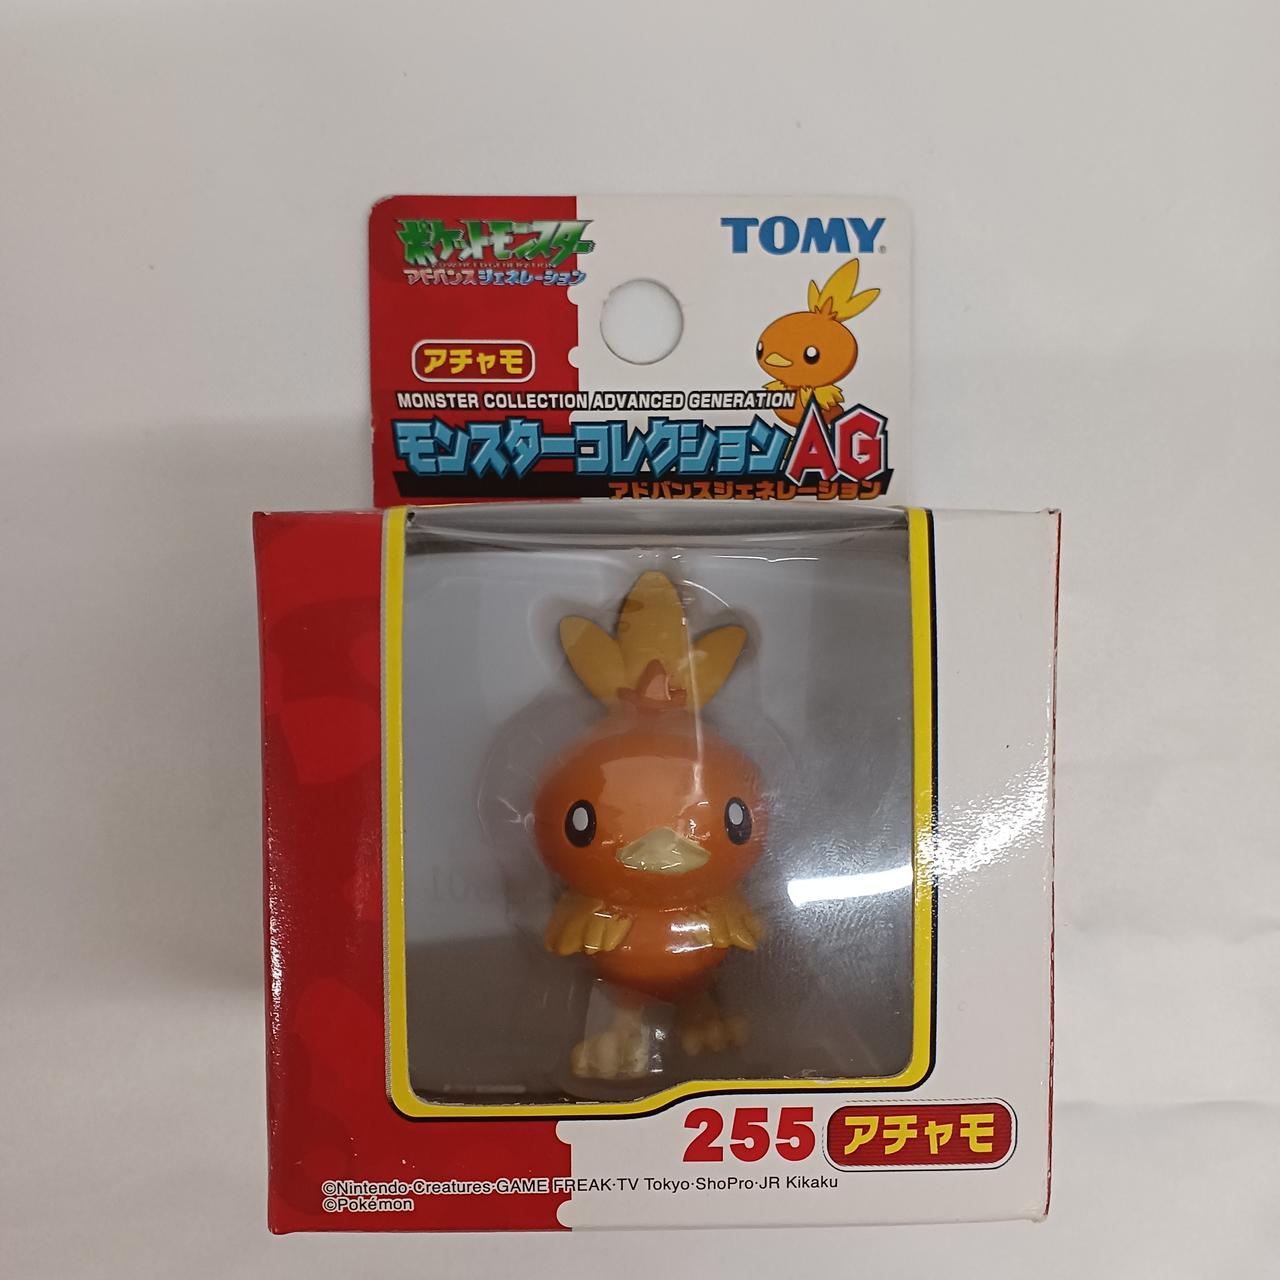 ポケットモンスター
TOMY
ADVANCED GENERATION
アドバンスジェネレーション
アチャモ
MONSTER COLLECTION ADVANCED GENERATION
モンスターコレクションAG
アドバンスジェネレーション
255 アチャモ
©Nintendo·Creatures·GAME FREAK·TV Tokyo·ShoPro·JR Kikaku
©Pokémon